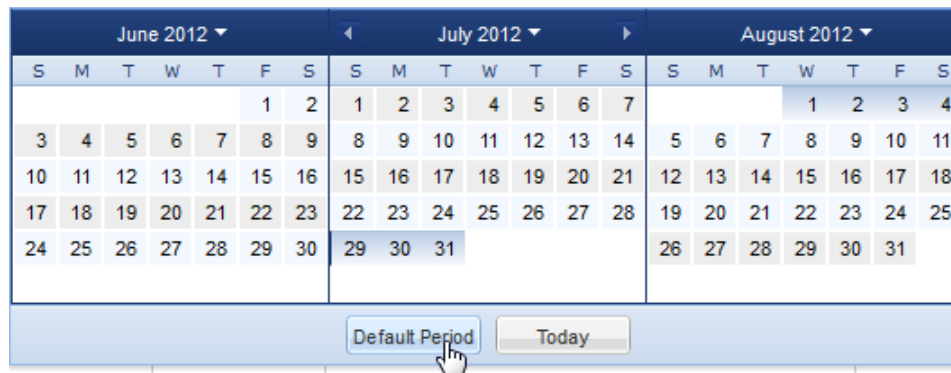 June 2012 July 2012 August 2012
S M T W T F S S M T W T F S S M T W T F S
1 2 1 2 3 4 5 6 7 1 2 3 4
3 4 5 6 7 8 9 8 9 10 11 12 13 14 5 6 7 8 9 10 11
10 11 12 13 14 15 16 15 16 17 18 19 20 21 12 13 14 15 16 17 18
17 18 19 20 21 22 23 22 23 24 25 26 27 28 19 20 21 22 23 24 25
24 25 26 27 28 29 30 29 30 31 26 27 28 29 30 31
Default Period Today